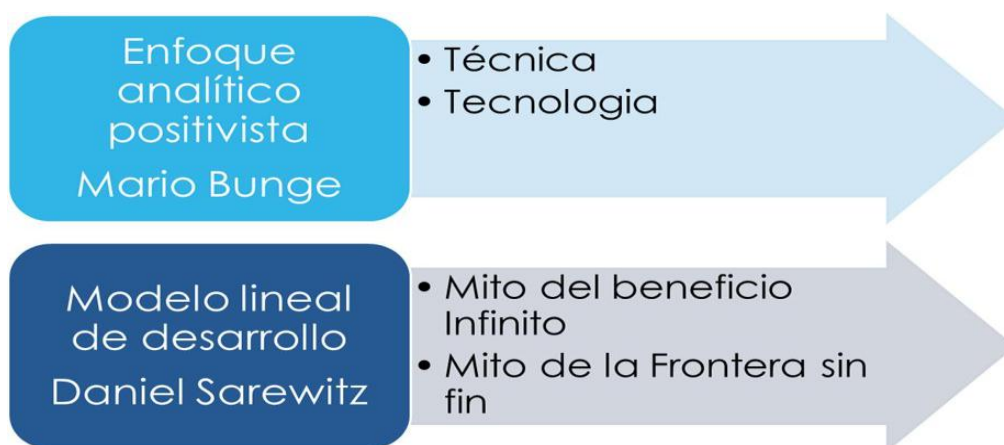 Enfoque
analítico
positivista
Mario Bunge
• Técnica
• Tecnologia
Modelo lineal
de desarrollo
Daniel Sarewitz
• Mito del beneficio
Infinito
• Mito de la Frontera sin
fin